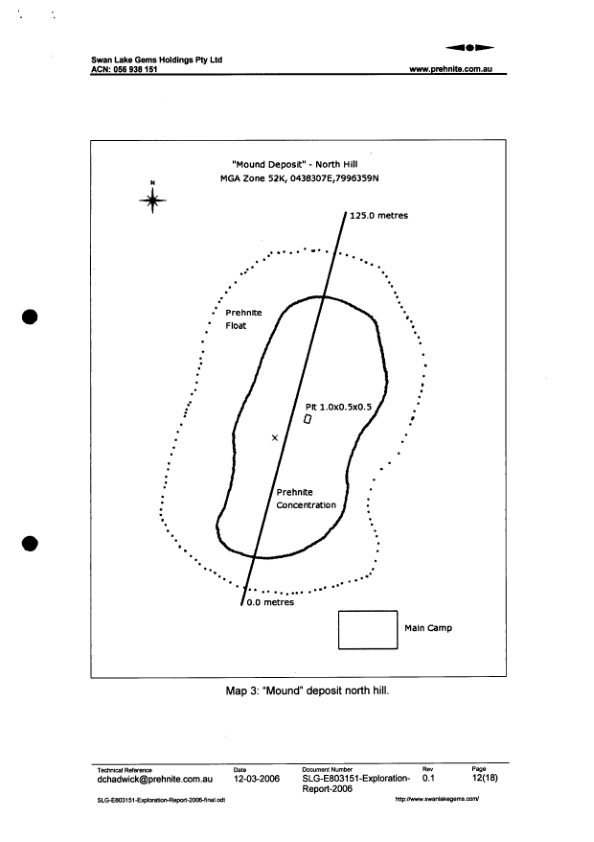 Swan Lake Gems Holdings Pty Ltd
ACN: 056 938 151
www.prehnite.com.au
"Mound Deposit" - North Hill
MGA Zone 52K, 0438307E,7996359N
N
125.0 metres
Prehnite
Float
Pit 1.0x0.5x0.5
X
Prehnite
Concentration
0.0 metres
Main Camp
Map 3: "Mound" deposit north hill.
Technical Reference
dchadwick@prehnite.com.au
Date
12-03-2006
Document Number
SLG-E803151-Exploration-
Report-2006
Rev
0.1
Page
12(18)
SLG-E803151-Exploration-Report-2006-final.odt
http://www.swanlakegems.com/